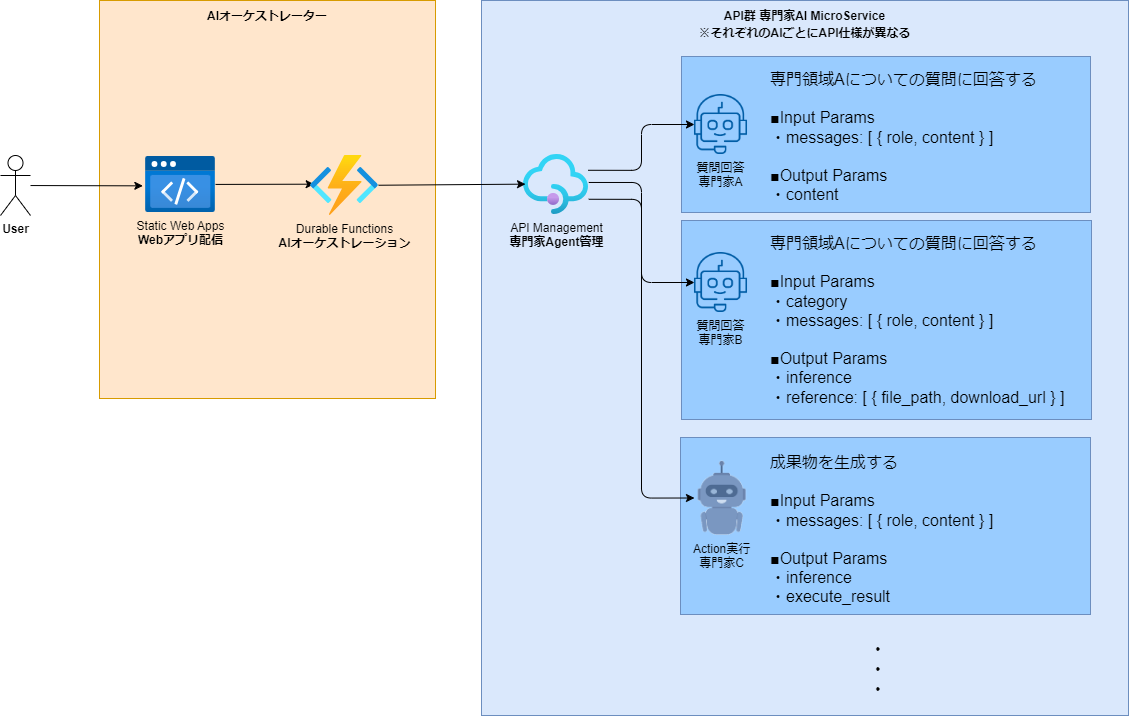 AIオーケストレーター
User
Static Web Apps
Webアプリ配信
Durable Functions
AIオーケストレーション
API群 専門家AI MicroService
※それぞれのAIごとにAPI仕様が異なる
API Management
専門家Agent管理
質問回答
専門家A
専門領域Aについての質問に回答する
■Input Params
・messages: [ { role, content } ]
■Output Params
・content
質問回答
専門家B
専門領域Aについての質問に回答する
■Input Params
・category
・messages: [ { role, content } ]
■Output Params
・inference
・reference: [ { file_path, download_url } ]
Action実行
専門家C
成果物を生成する
■Input Params
・messages: [ { role, content } ]
■Output Params
・inference
・execute_result
・
・
・